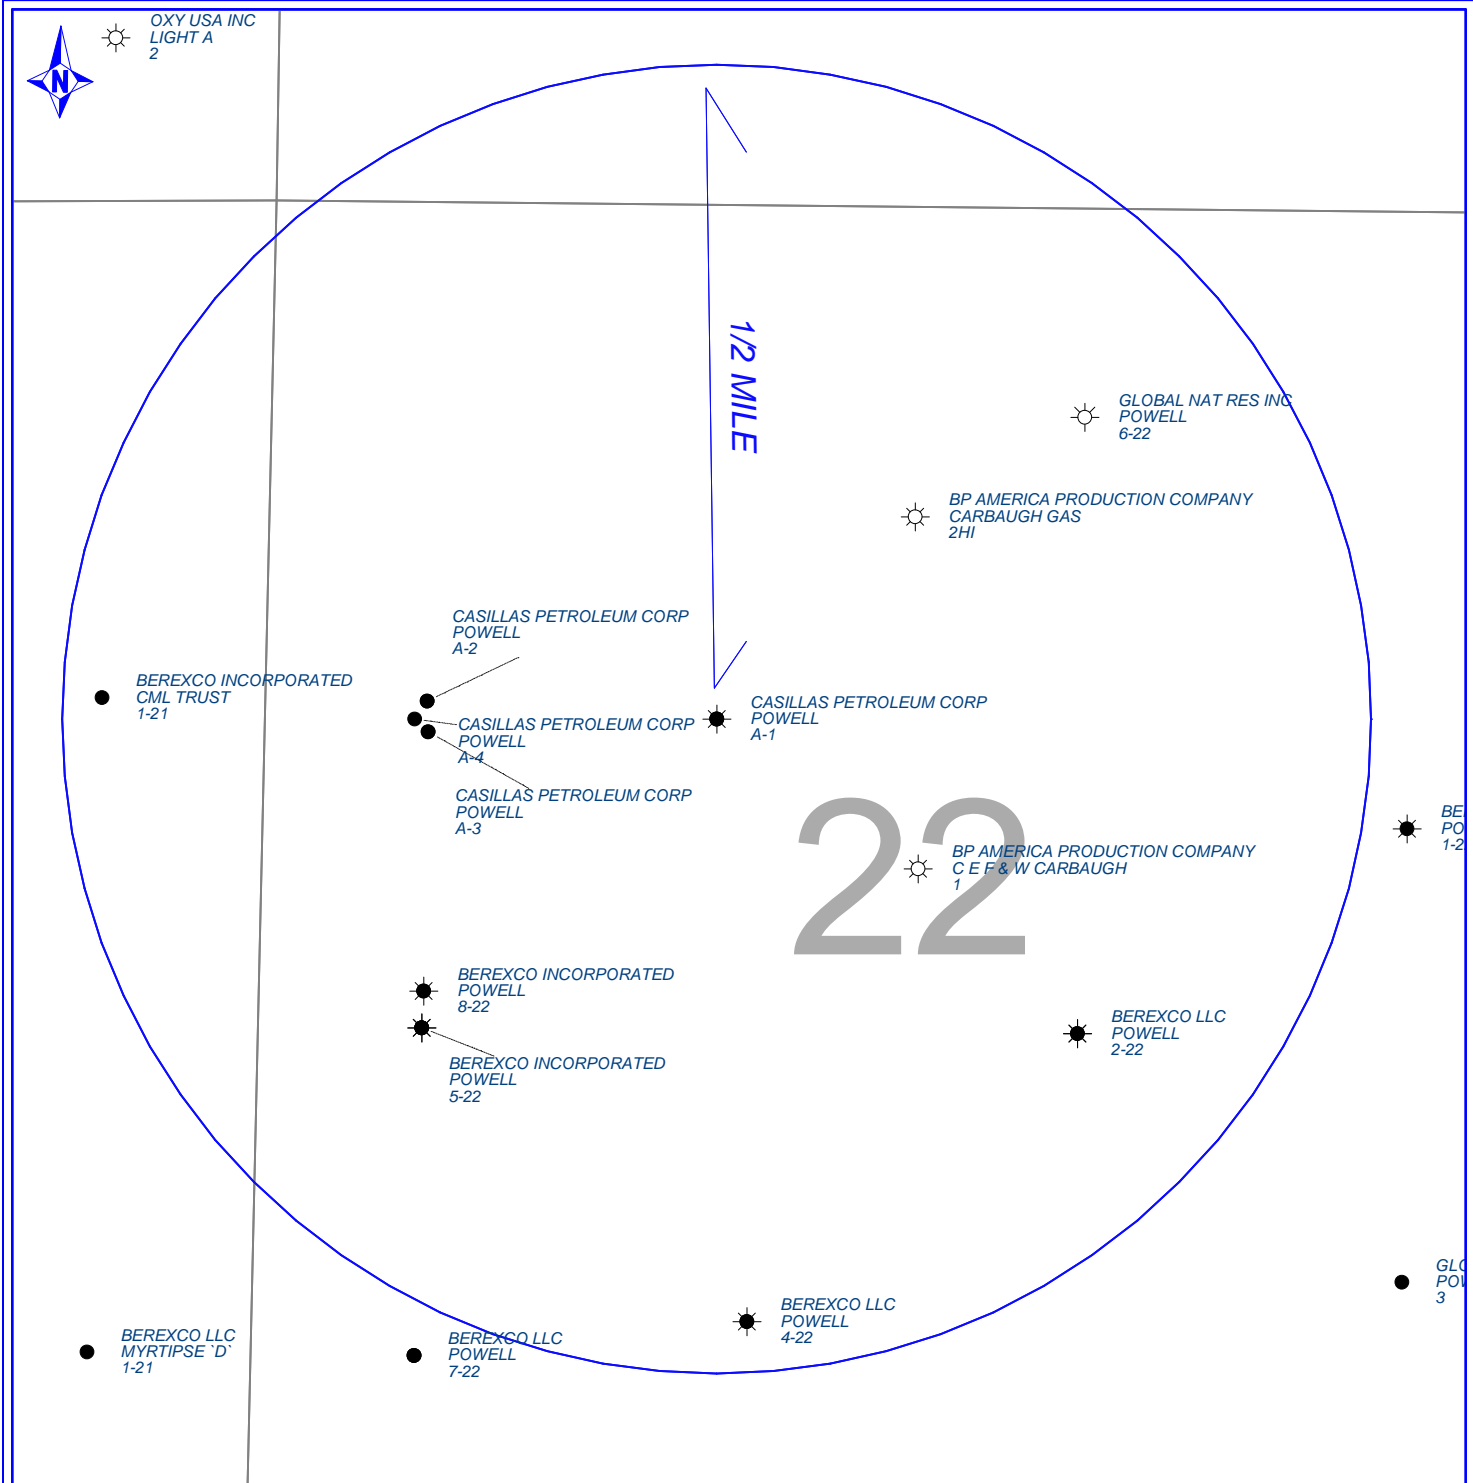 OXY USA INC
LIGHT A
2
N
1/2 MILE
GLOBAL NAT RES INC
POWELL
6-22
BP AMERICA PRODUCTION COMPANY
CARBAUGH GAS
2HI
CASILLAS PETROLEUM CORP
POWELL
A-2
BEREXCO INCORPORATED
CML TRUST
1-21
CASILLAS PETROLEUM CORP
POWELL
A-1
CASILLAS PETROLEUM CORP
POWELL
A-4
CASILLAS PETROLEUM CORP
POWELL
A-3
22
BP AMERICA PRODUCTION COMPANY
C E F & W CARBAUGH
1
BEREXCO INCORPORATED
POWELL
8-22
BEREXCO LLC
POWELL
2-22
BEREXCO INCORPORATED
POWELL
5-22
BEREXCO LLC
POWELL
4-22
BEREXCO LLC
MYRTIPSE `D`
1-21
BEREXCO LLC
POWELL
7-22
3